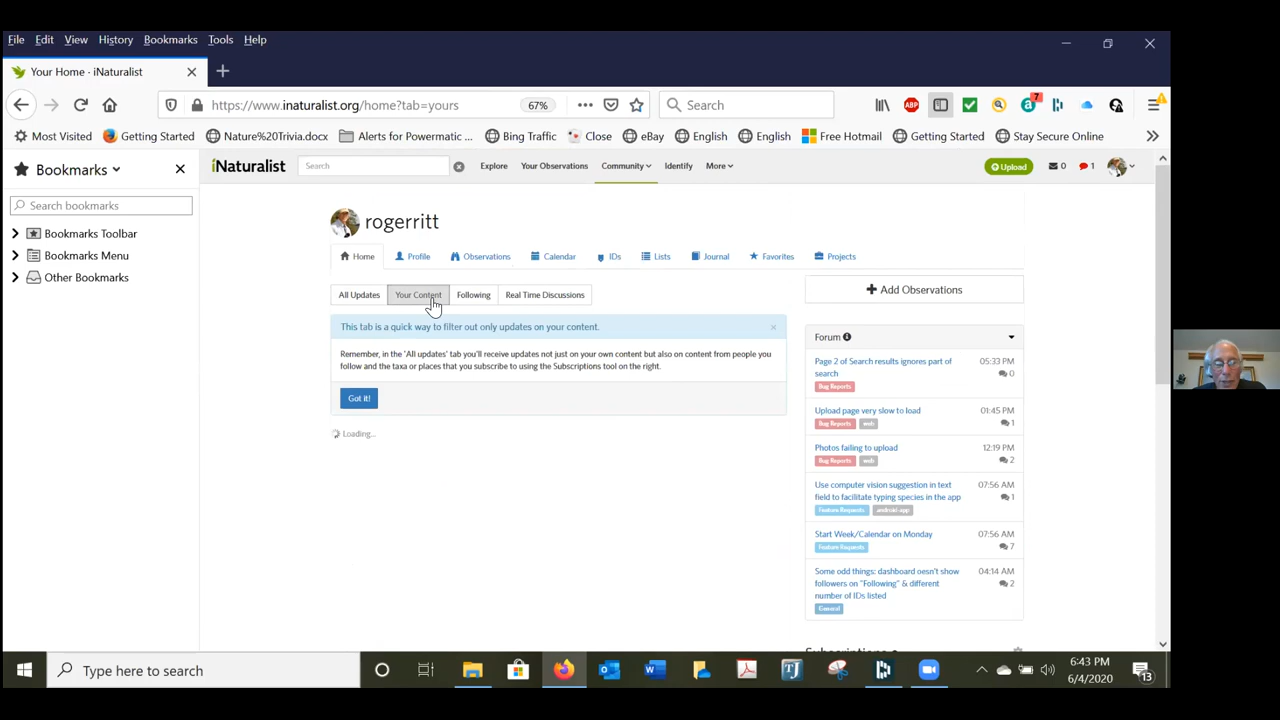 File Edit View History Bookmarks Tools Help
Your Home - iNaturalist
https://www.inaturalist.org/home?tab=yours 67% Search ABP 7
Most Visited Getting Started Nature%20Trivia.docx Alerts for Powermatic ... Bing Traffic Close eBay English English Free Hotmail Getting Started Stay Secure Online
Bookmarks
Search bookmarks
Bookmarks Toolbar
Bookmarks Menu
Other Bookmarks
iNaturalist Search Explore Your Observations Community Identify More Upload 0 1
rogerritt
Home Profile Observations Calendar IDs Lists Journal Favorites Projects
All Updates Your Content Following Real Time Discussions
This tab is a quick way to filter out only updates on your content.
Remember, in the 'All updates' tab you'll receive updates not just on your own content but also on content from people you
follow and the taxa or places that you subscribe to using the Subscriptions tool on the right.
Got it!
Loading...
Add Observations
Forum
Page 2 of Search results ignores part of 05:33 PM
search 0
Bug Reports
Upload page very slow to load 01:45 PM
Bug Reports web 1
Photos failing to upload 12:19 PM
Bug Reports web 2
Use computer vision suggestion in text 07:56 AM
field to facilitate typing species in the app 1
Feature Requests android-app
Start Week/Calendar on Monday 07:56 AM
Feature Requests 7
Some odd things: dashboard oesn't show 04:14 AM
followers on "Following" & different 2
number of IDs listed
General
Subscriptions
Type here to search
6:43 PM
6/4/2020
13